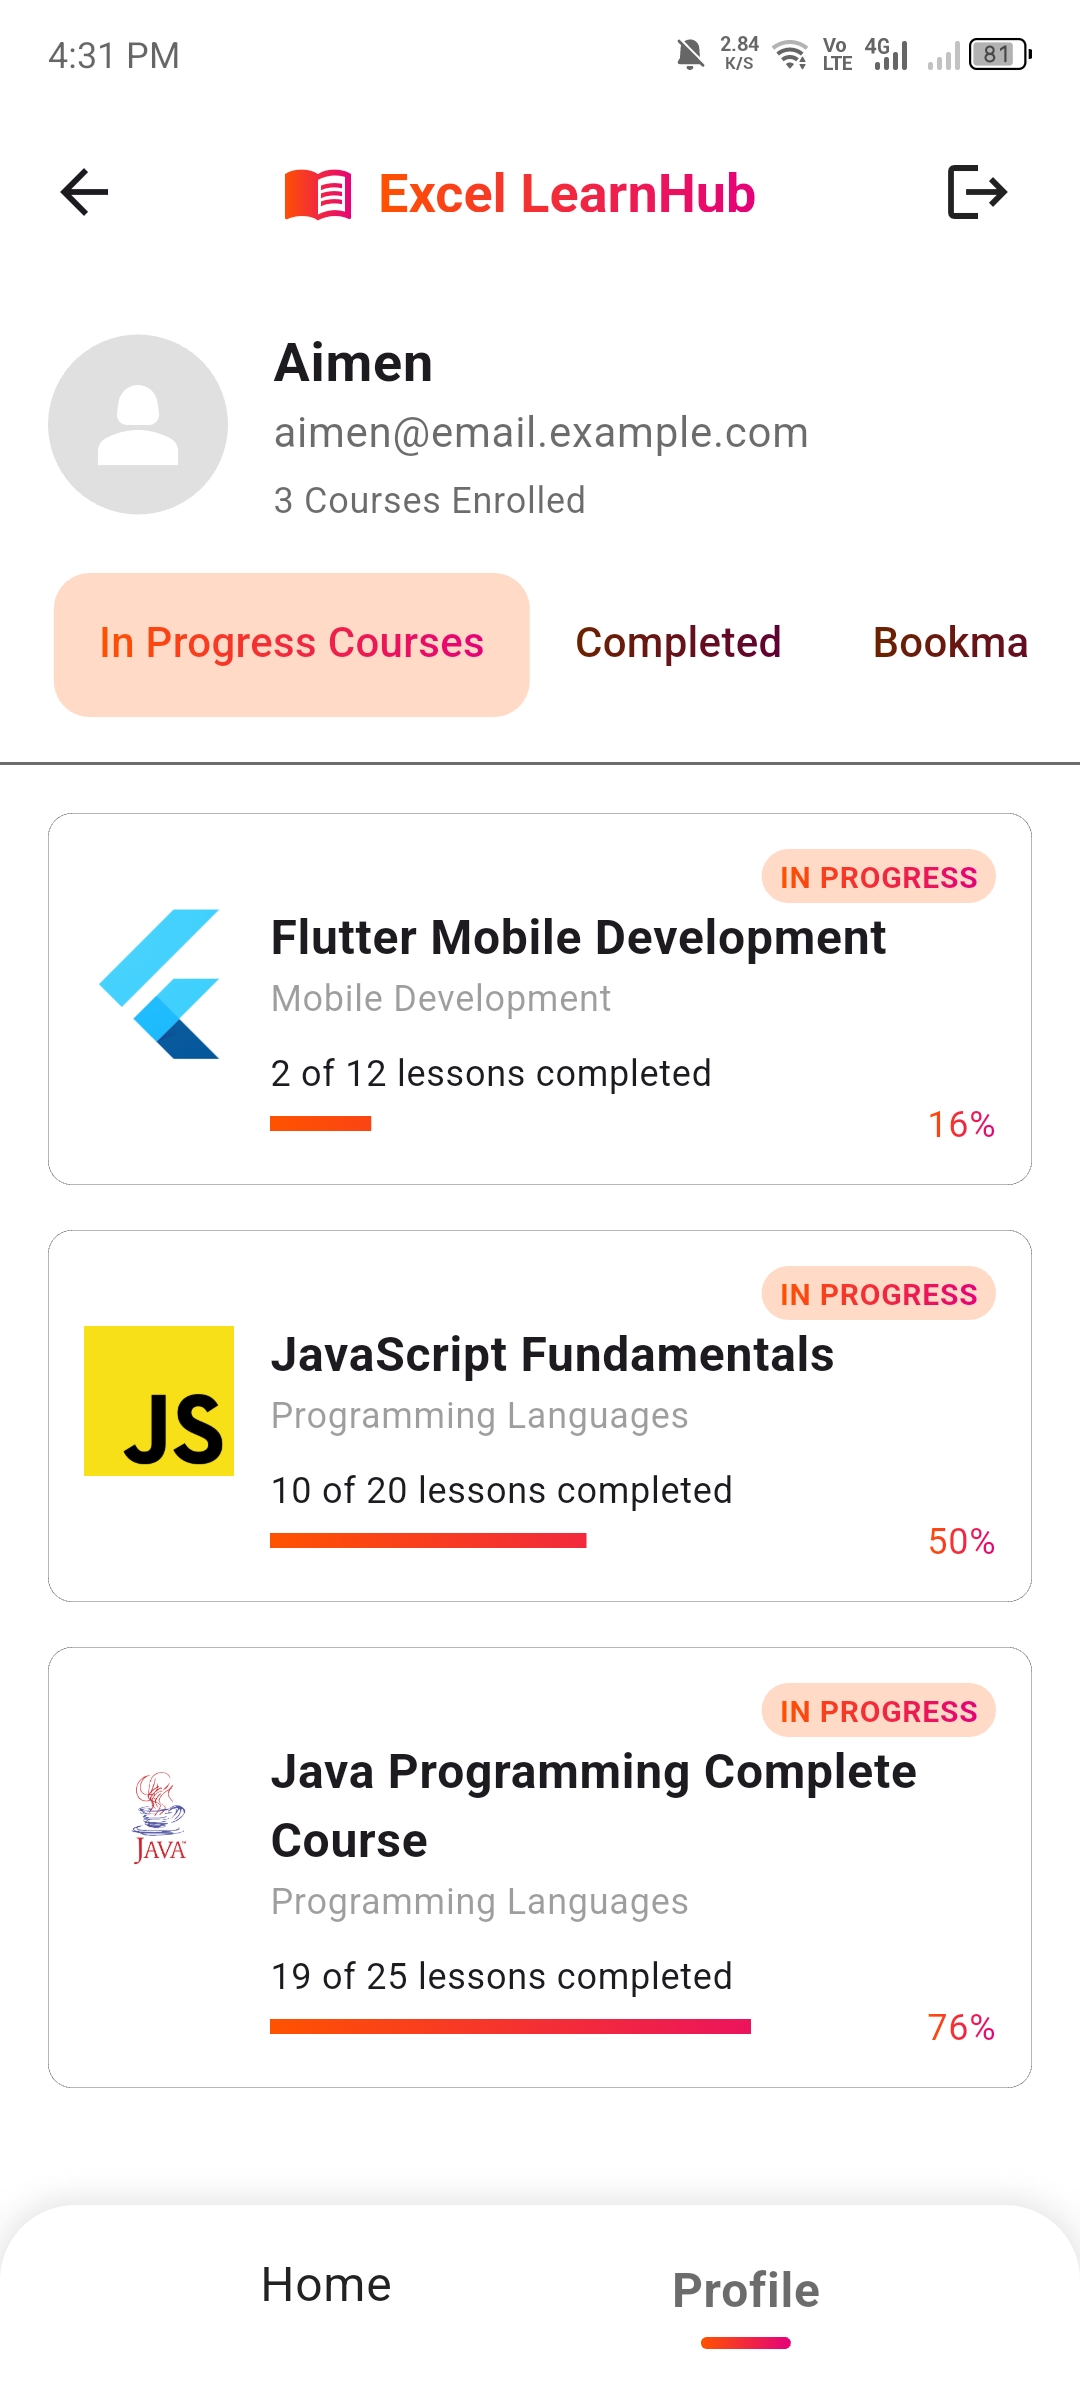 4:31 PM 2.84 K/S Vo LTE 4G 81
Excel LearnHub
Aimen
aimen@email.example.com
3 Courses Enrolled
In Progress Courses Completed Bookma
IN PROGRESS
Flutter Mobile Development
Mobile Development
2 of 12 lessons completed
16%
IN PROGRESS
JS
JavaScript Fundamentals
Programming Languages
10 of 20 lessons completed
50%
IN PROGRESS
Java Programming Complete
Course
JAVA
Programming Languages
19 of 25 lessons completed
76%
Home Profile